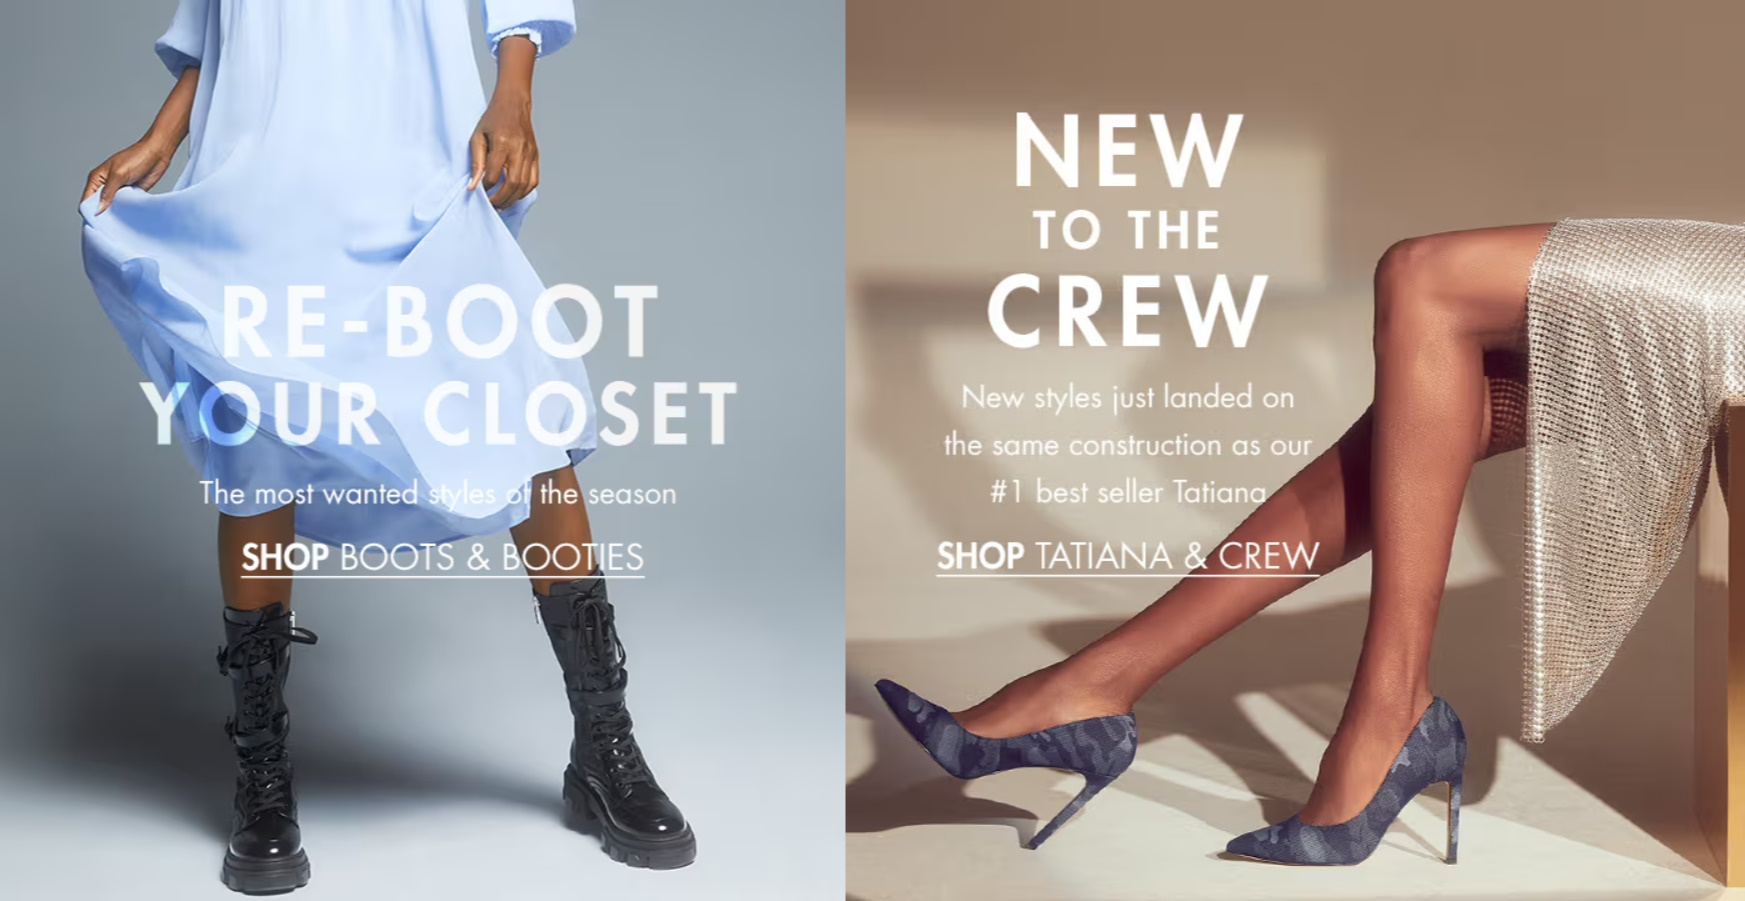 RE-BOOT
YOUR CLOSET
The most wanted styles of the season
SHOP BOOTS & BOOTIES
NEW
TO THE
CREW
New styles just landed on
the same construction as our
#1 best seller Tatiana
SHOP TATIANA & CREW